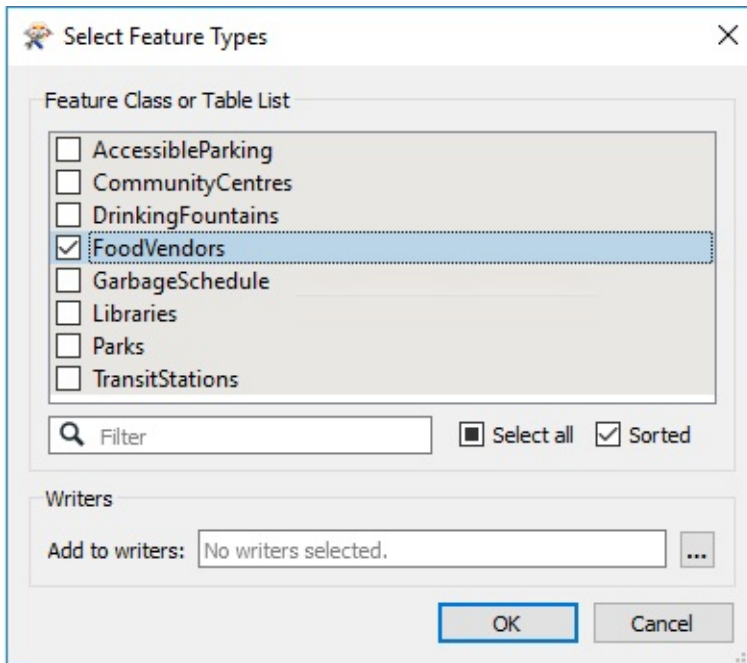 Select Feature Types
Feature Class or Table List
AccessibleParking
CommunityCentres
DrinkingFountains
FoodVendors
GarbageSchedule
Libraries
Parks
TransitStations
Filter
Select all
Sorted
Writers
Add to writers: No writers selected. ...
OK
Cancel